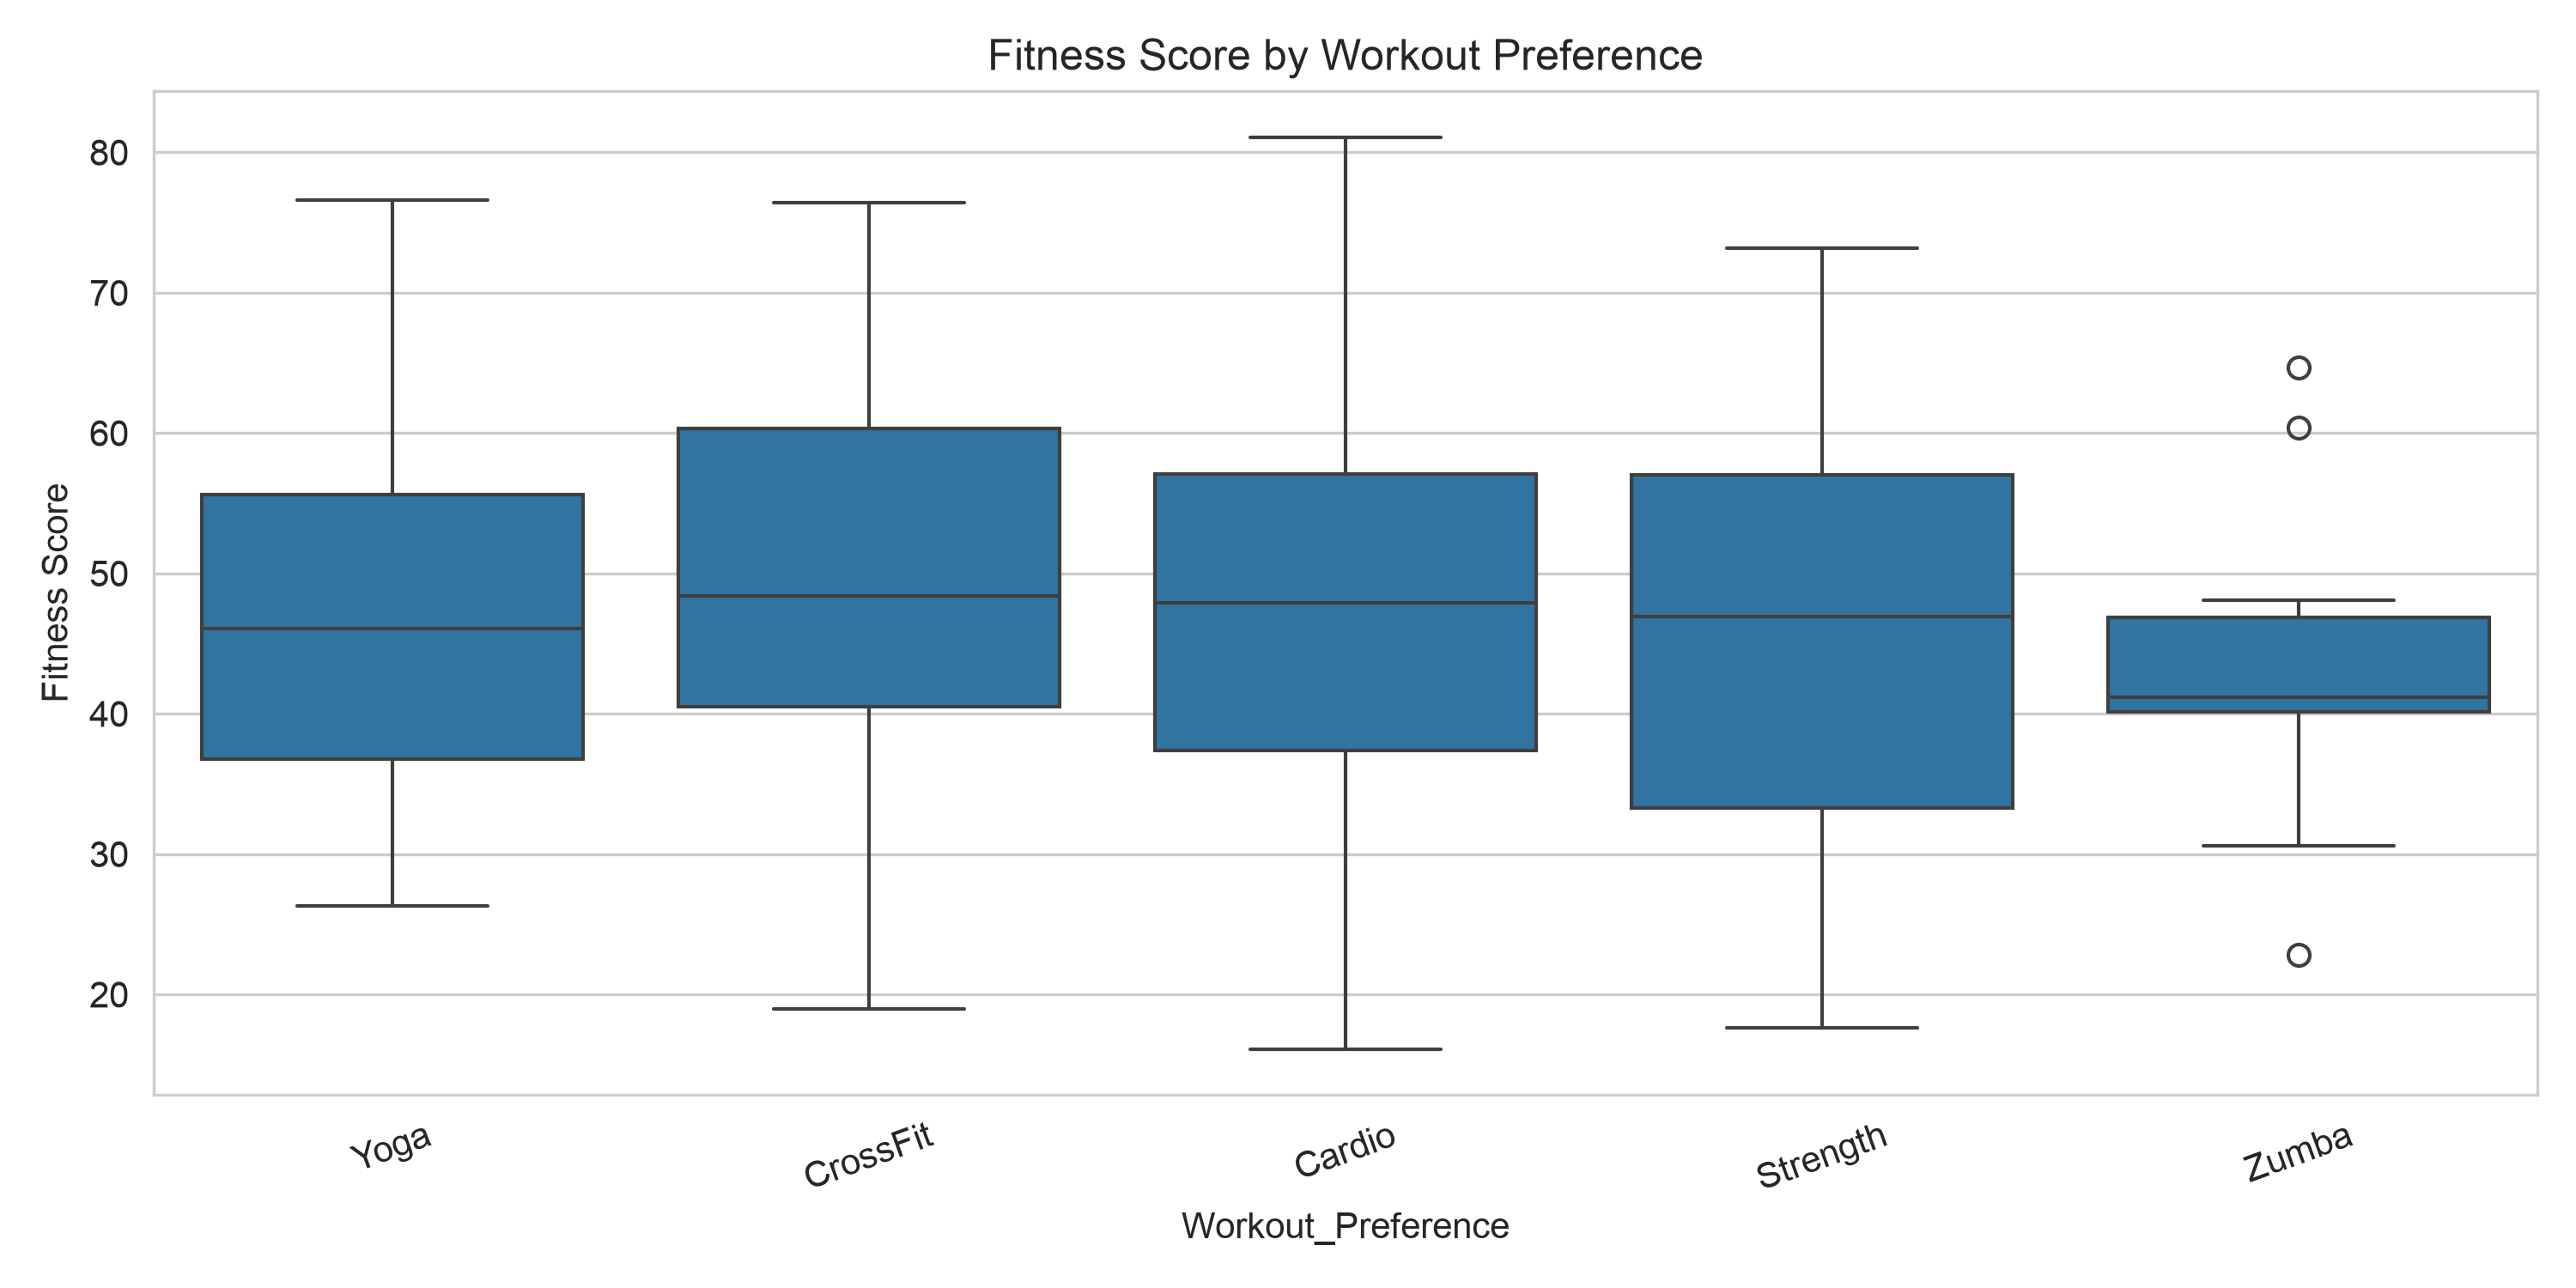 Fitness Score by Workout Preference
80
70
60
50
40
30
20
Fitness Score
Yoga
CrossFit
Cardio
Strength
Zumba
Workout_Preference